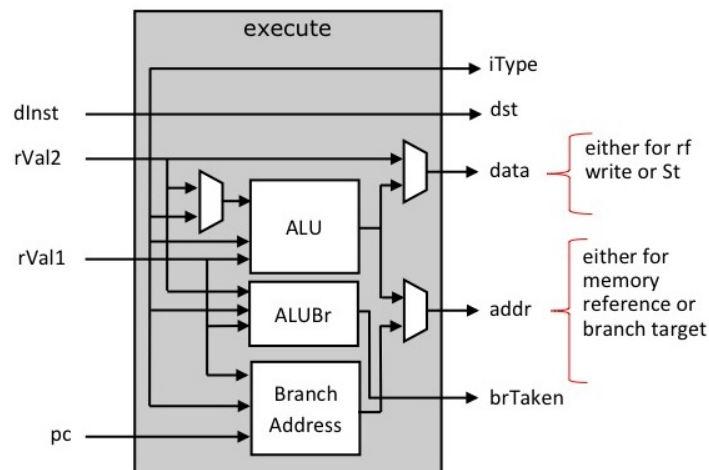 execute
iType
dInst
dst
rVal2
data
either for rf
write or St
ALU
rVal1
either for
memory
reference or
branch target
ALUBr
addr
Branch
Address
brTaken
pc